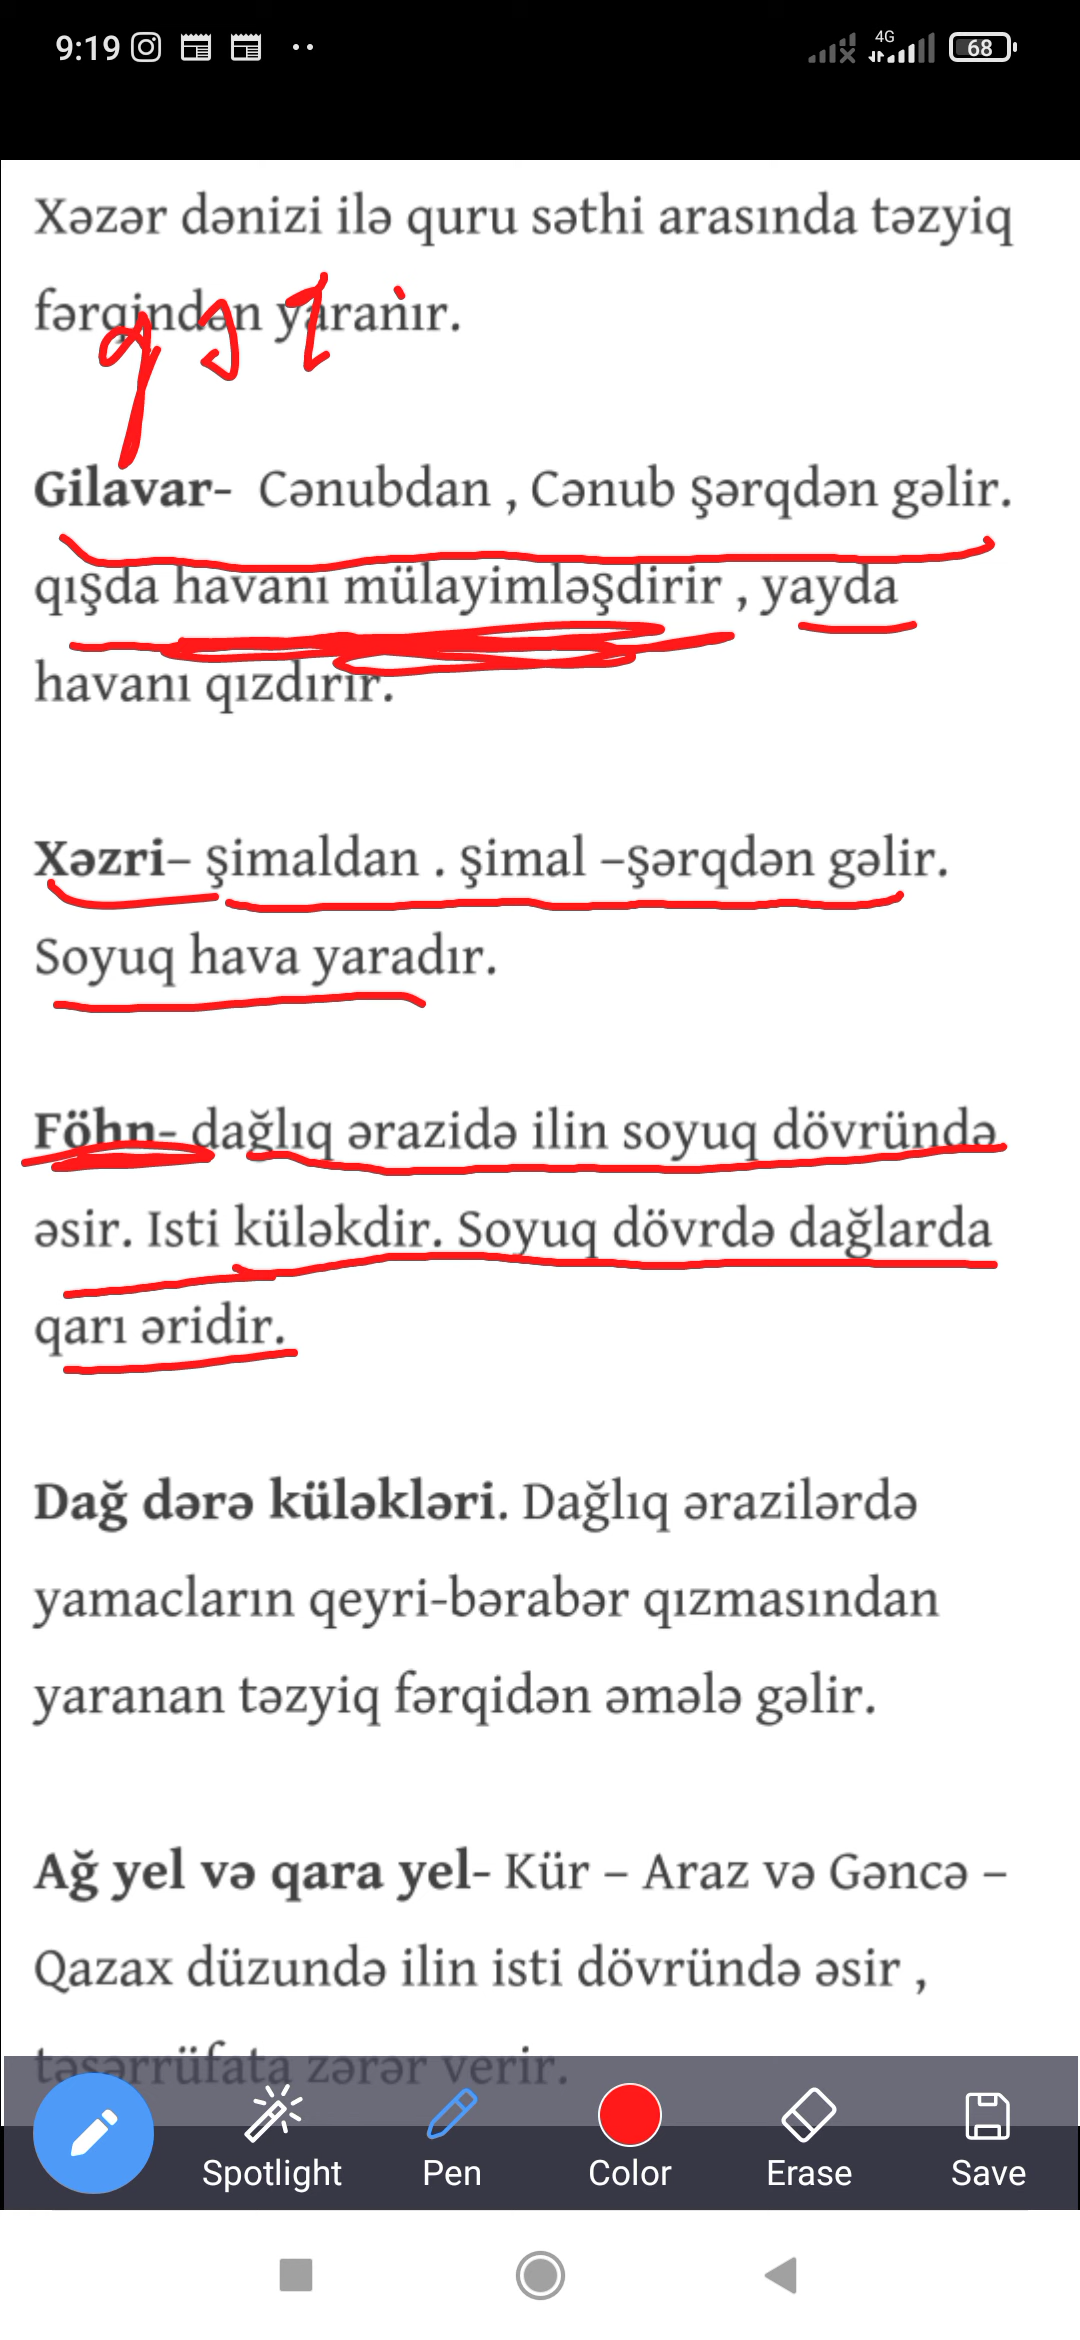 9:19
4G
68
Xəzər dənizi ilə quru səthi arasında təzyiq
fərqindən yaranır.
Gilavar- Cənubdan , Cənub şərqdən gəlir.
qışda havanı mülayimləşdirir , yayda
havanı qızdırir.
Xəzri– şimaldan . şimal –şərqdən gəlir.
Soyuq hava yaradır.
Föhn- dağlıq ərazidə ilin soyuq dövründə
əsir. Isti küləkdir. Soyuq dövrdə dağlarda
qarı əridir.
Dağ dərə küləkləri. Dağlıq ərazilərdə
yamacların qeyri-bərabər qızmasından
yaranan təzyiq fərqidən əmələ gəlir.
Ağ yel və qara yel- Kür – Araz və Gəncə –
Qazax düzundə ilin isti dövründə əsir ,
təsərrüfata zərər verir.
Spotlight Pen Color Erase Save